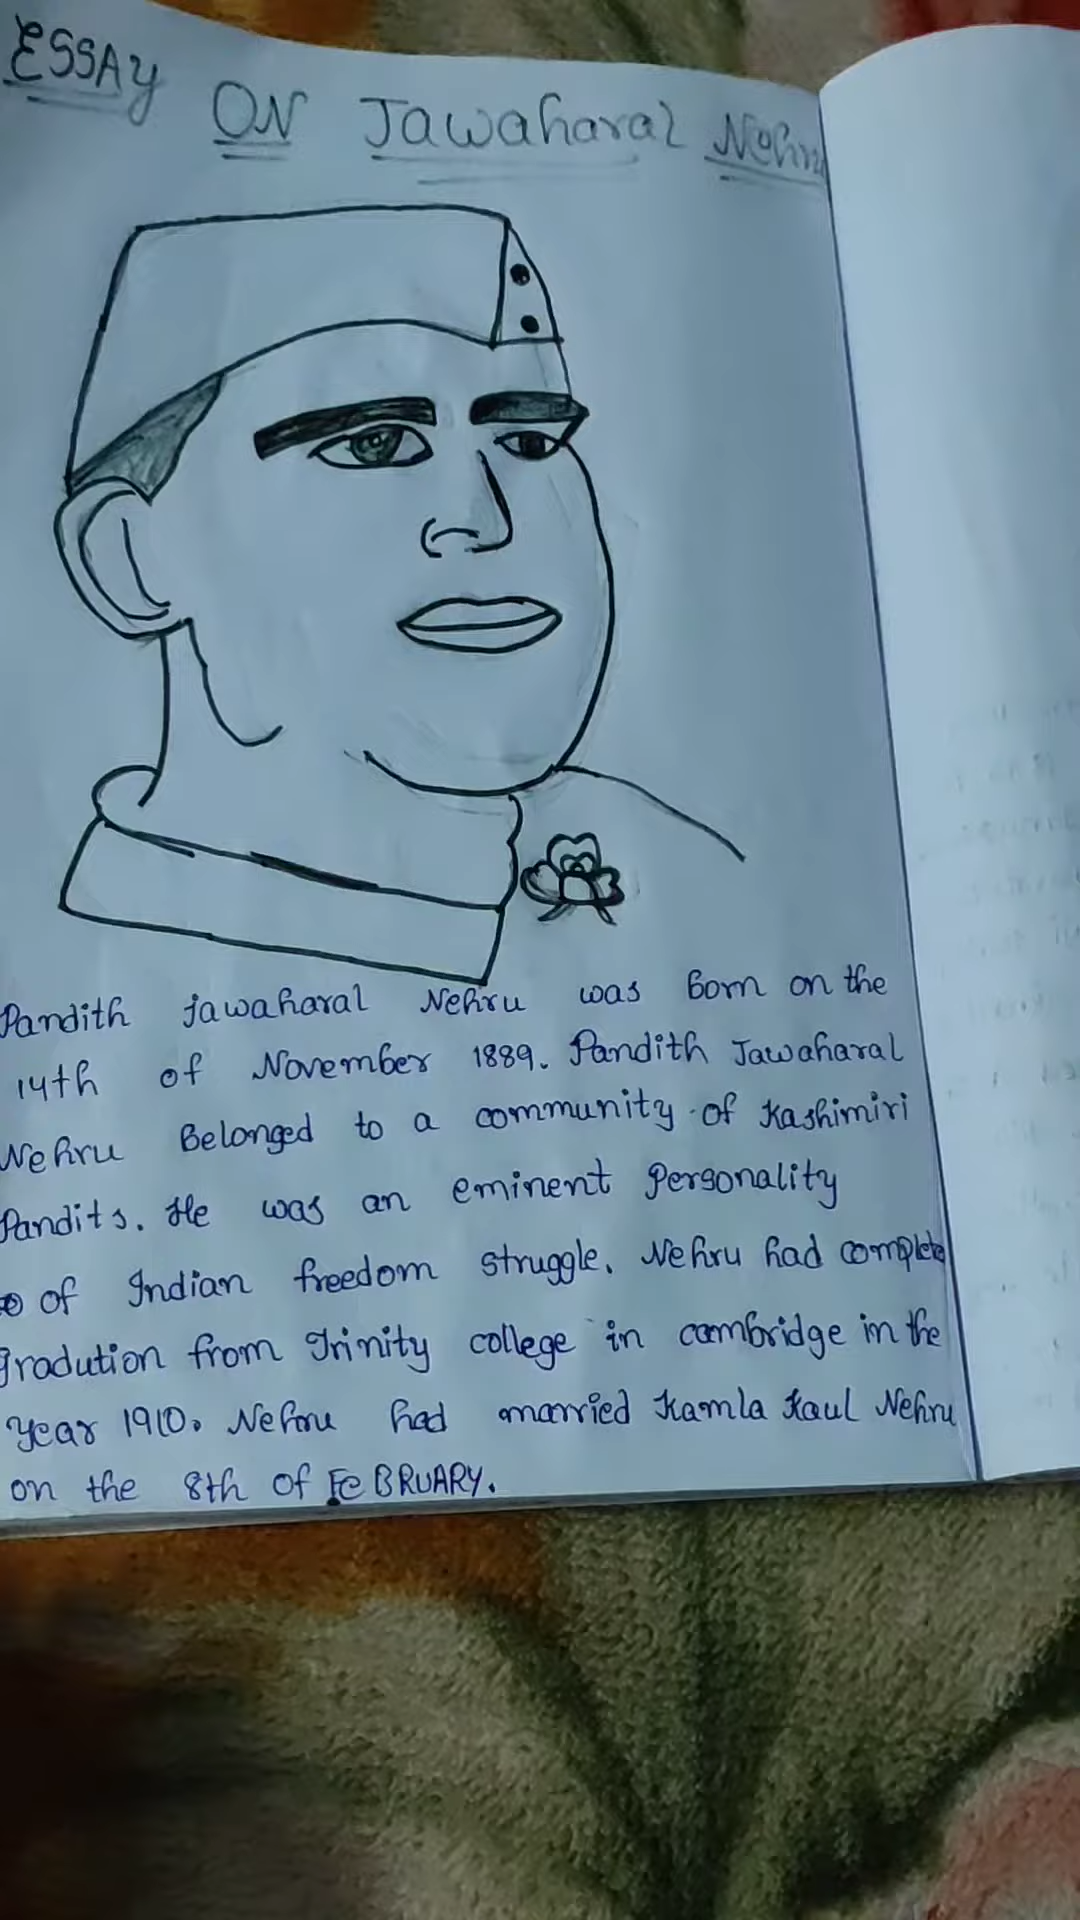 ESSAY ON Jawaharal Nehru
Pandith jawaharal Nehru was Born on the
14th of November 1889. Pandith Jawaharal
Nehru Belonged to a community of Kashimiri
Pandits. He was an eminent Personality
of Indian freedom struggle. Nehru had complete
gradution from Trinity college in cambridge in the
year 1910. Nehru had married Kamla Kaul Nehru
on the 8th of FeBRUARY.